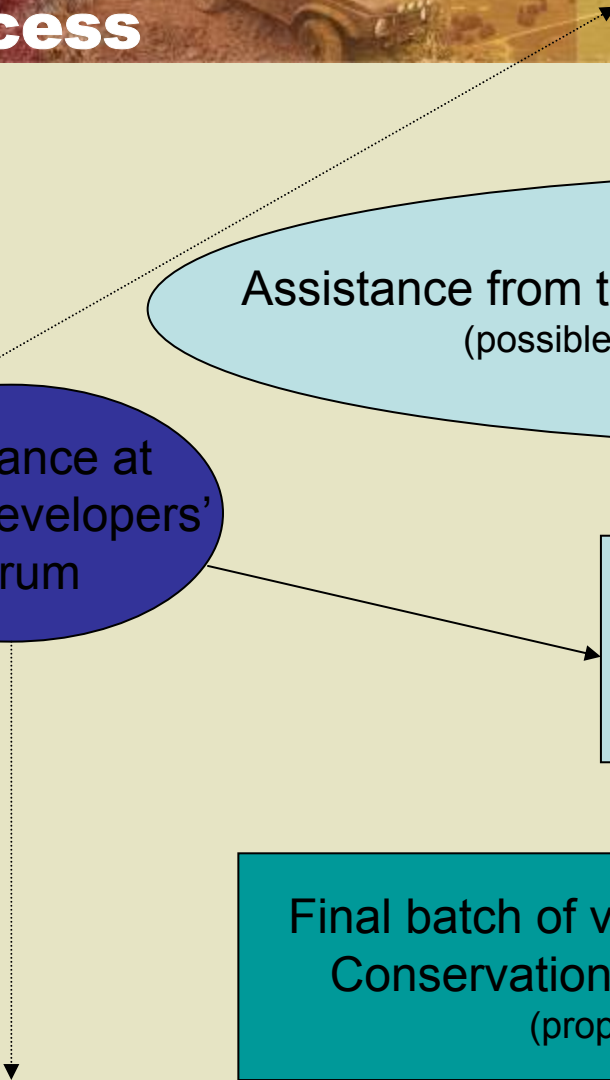 cess
Assistance from t
(possible
ance at
evelopers’
rum
Final batch of v
Conservation
(prop